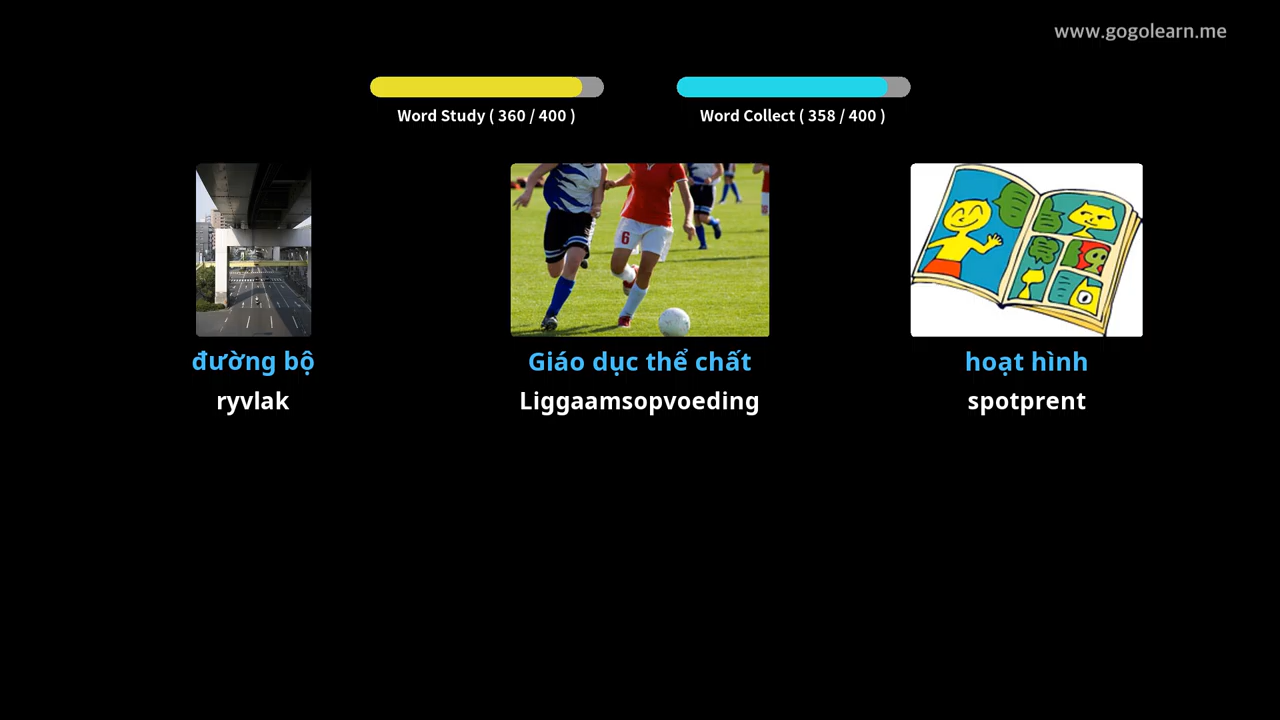 www.gogolearn.me
Word Study ( 360 / 400 )
Word Collect ( 358 / 400 )
đường bộ
Giáo dục thể chất
hoạt hình
ryvlak
Liggaamsopvoeding
spotprent
6